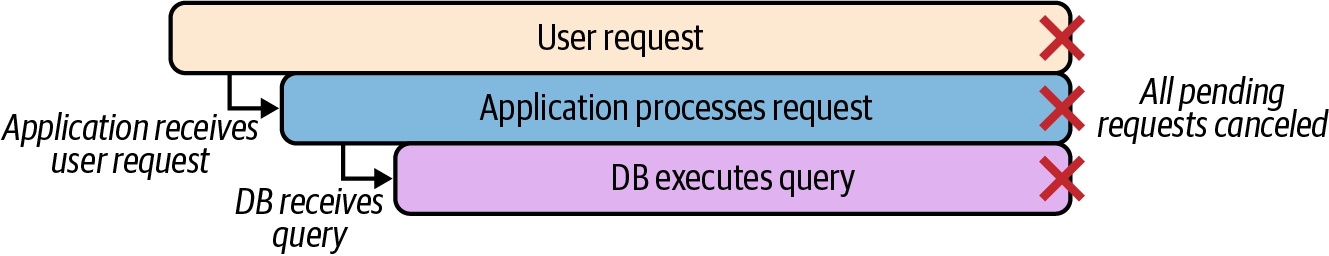 User request
Application processes request
DB executes query
Application receives
user request
DB receives
query
All pending
requests canceled